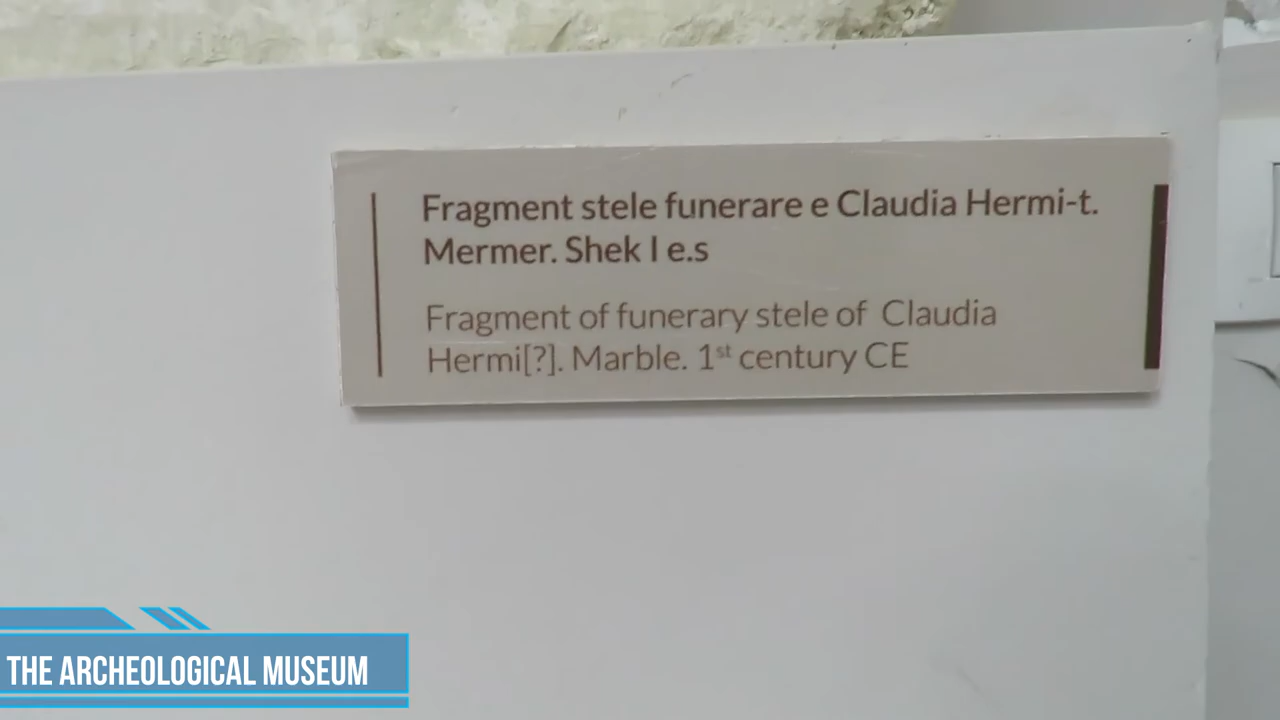 Fragment stele funerare e Claudia Hermi-t.
Mermer. Shek I e.s
Fragment of funerary stele of Claudia
Hermi[?]. Marble. 1st century CE
THE ARCHEOLOGICAL MUSEUM